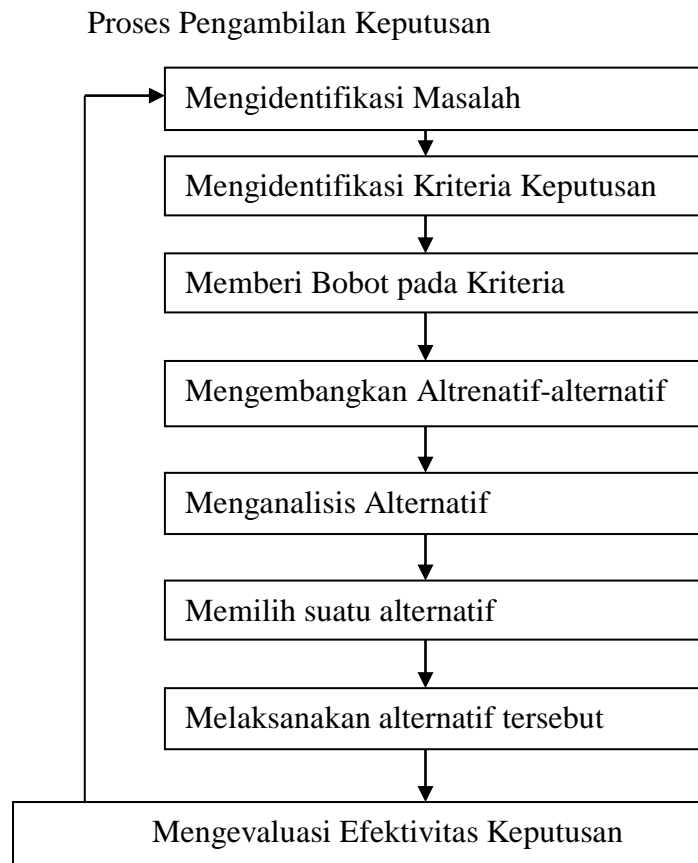 Proses Pengambilan Keputusan
Mengidentifikasi Masalah
Mengidentifikasi Kriteria Keputusan
Memberi Bobot pada Kriteria
Mengembangkan Altrenatif-alternatif
Menganalisis Alternatif
Memilih suatu alternatif
Melaksanakan alternatif tersebut
Mengevaluasi Efektivitas Keputusan